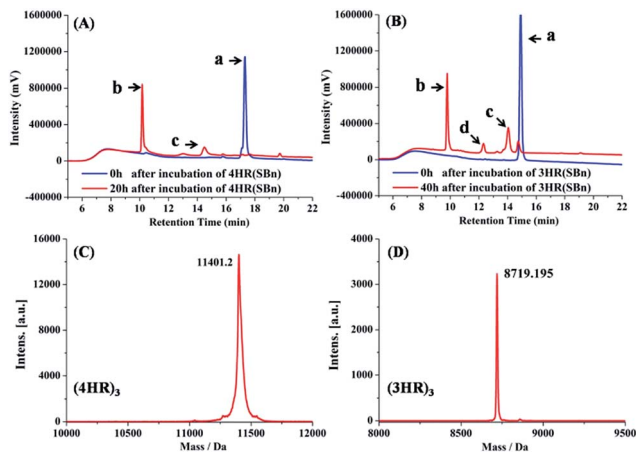 (A)
Intensity (mV)
1600000
1200000
800000
400000
0
-400000
a
b
c
0h after incubation of 4HR(SBn)
20h after incubation of 4HR(SBn)
6 8 10 12 14 16 18 20 22
Retention Time (min)
(B)
Intensity (mV)
1600000
1200000
800000
400000
0
-400000
a
b
c
d
0h after incubation of 3HR(SBn)
40h after incubation of 3HR(SBn)
6 8 10 12 14 16 18 20 22
Retention Time (min)
(C)
Intens. [a.u.]
16000
12000
8000
4000
0
11401.2
(4HR)3
10000 10500 11000 11500 12000
Mass / Da
(D)
Intens. [a.u.]
4000
3000
2000
1000
0
8719.195
(3HR)3
8000 8500 9000 9500
Mass / Da